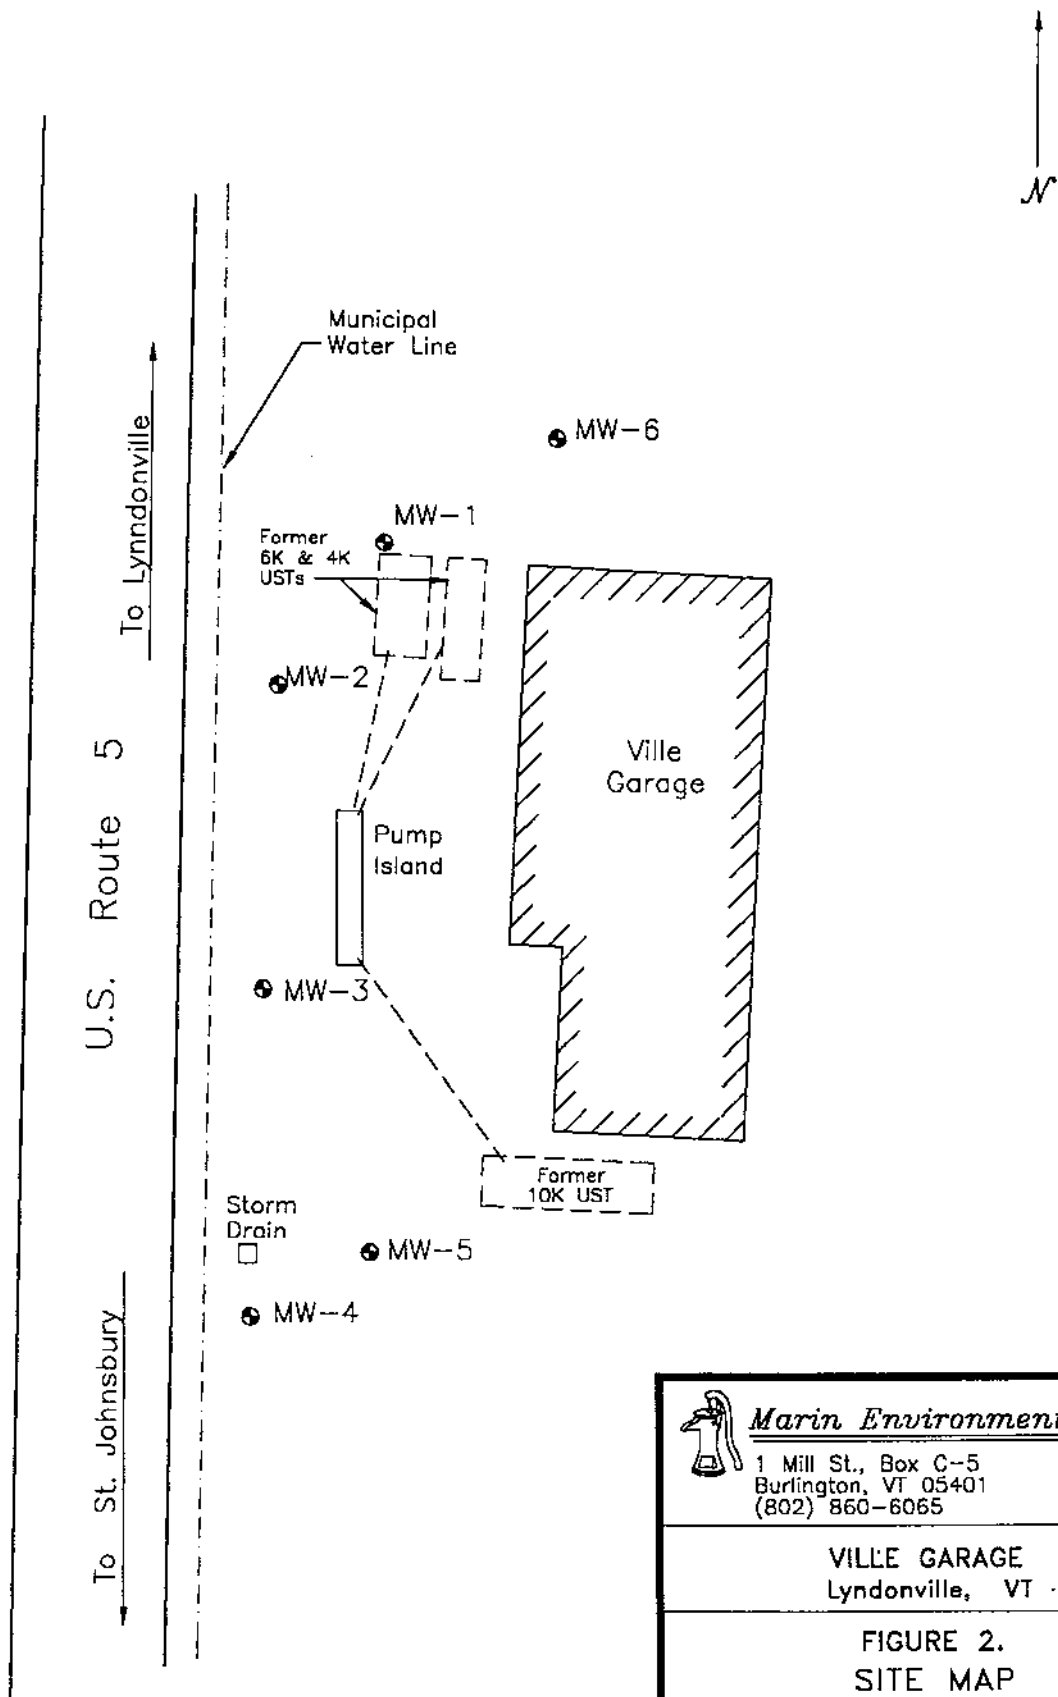 N
Municipal
Water Line
To Lynndonville
MW-6
MW-1
Former
6K & 4K
USTs
MW-2
Ville
Garage
U.S. Route 5
Pump
Island
MW-3
Former
10K UST
Storm
Drain
MW-5
MW-4
To St. Johnsbury
Marin Environment
1 Mill St., Box C-5
Burlington, VT 05401
(802) 860-6065
VILLE GARAGE
Lyndonville, VT
FIGURE 2.
SITE MAP